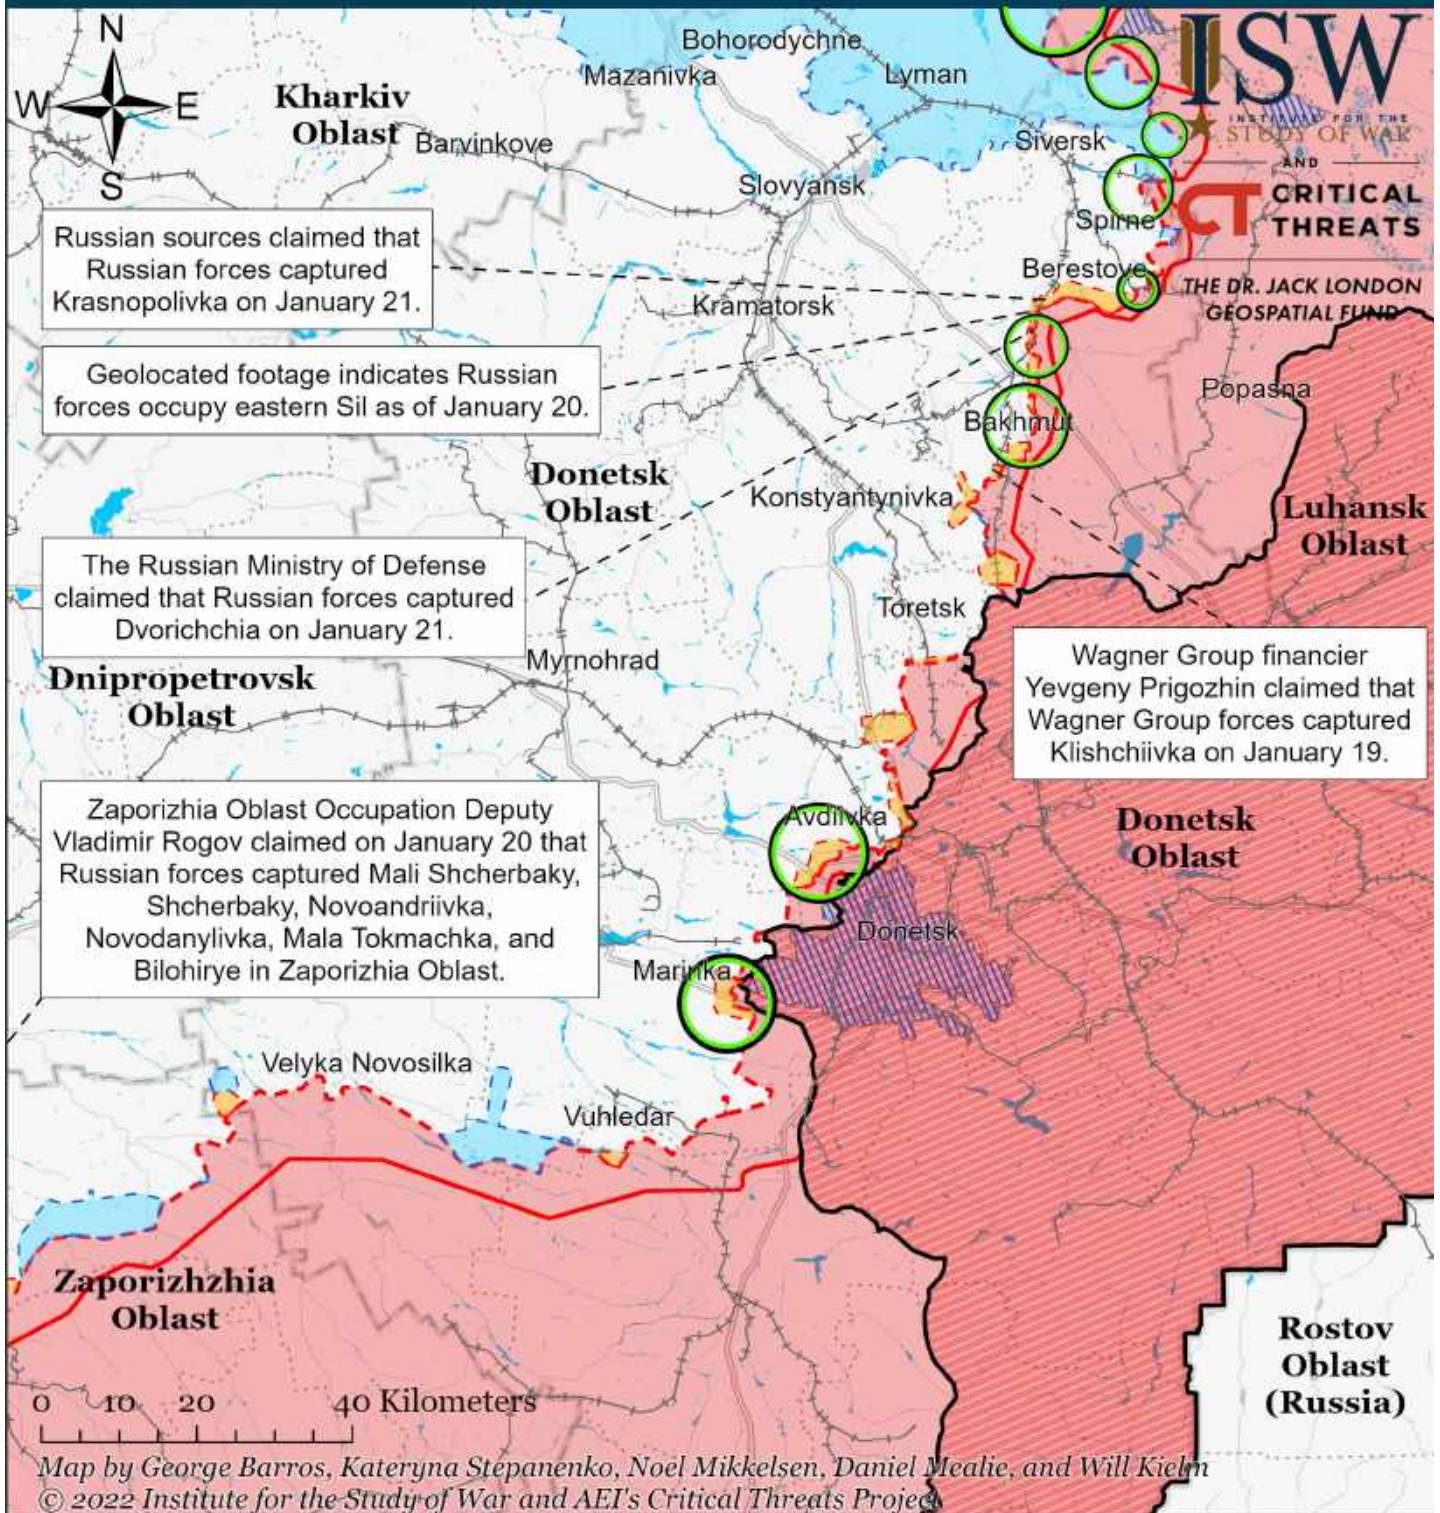 N
W
E
S
ISW
INSTITUTE FOR THE
STUDY OF WAR
AND
CT
CRITICAL
THREATS
THE DR. JACK LONDON
GEOSPATIAL FUND
Bohorodychne
Mazanivka
Lyman
Kharkiv
Oblast
Barvinkove
Siversk
Slovyansk
Spirne
Russian sources claimed that
Russian forces captured
Krasnopolivka on January 21.
Berestove
Kramatorsk
Geolocated footage indicates Russian
forces occupy eastern Sil as of January 20.
Popasna
Bakhmut
Donetsk
Oblast
Konstyantynivka
Luhansk
Oblast
The Russian Ministry of Defense
claimed that Russian forces captured
Dvorichchia on January 21.
Toretsk
Myrnohrad
Dnipropetrovsk
Oblast
Wagner Group financier
Yevgeny Prigozhin claimed that
Wagner Group forces captured
Klishchiivka on January 19.
Zaporizhia Oblast Occupation Deputy
Vladimir Rogov claimed on January 20 that
Russian forces captured Mali Shcherbaky,
Shcherbaky, Novoandriivka,
Novodanylivka, Mala Tokmachka, and
Bilohirye in Zaporizhia Oblast.
Avdiivka
Donetsk
Oblast
Donetsk
Marinka
Velyka Novosilka
Vuhledar
Zaporizhzhia
Oblast
Rostov
Oblast
(Russia)
0 10 20 40 Kilometers
Map by George Barros, Kateryna Stepanenko, Noel Mikkelsen, Daniel Mealie, and Will Kielm
© 2022 Institute for the Study of War and AEI's Critical Threats Project